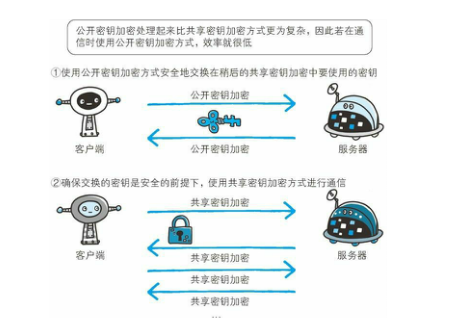 公开密钥加密处理起来比共享密钥加密方式更为复杂，因此若在通
信时使用公开密钥加密方式，效率就很低
①使用公开密钥加密方式安全地交换在稍后的共享密钥加密中要使用的密钥
公开密钥加密
公开密钥加密
客户端
服务器
②确保交换的密钥是安全的前提下，使用共享密钥加密方式进行通信
共享密钥加密
共享密钥加密
客户端
服务器
共享密钥加密
共享密钥加密
…